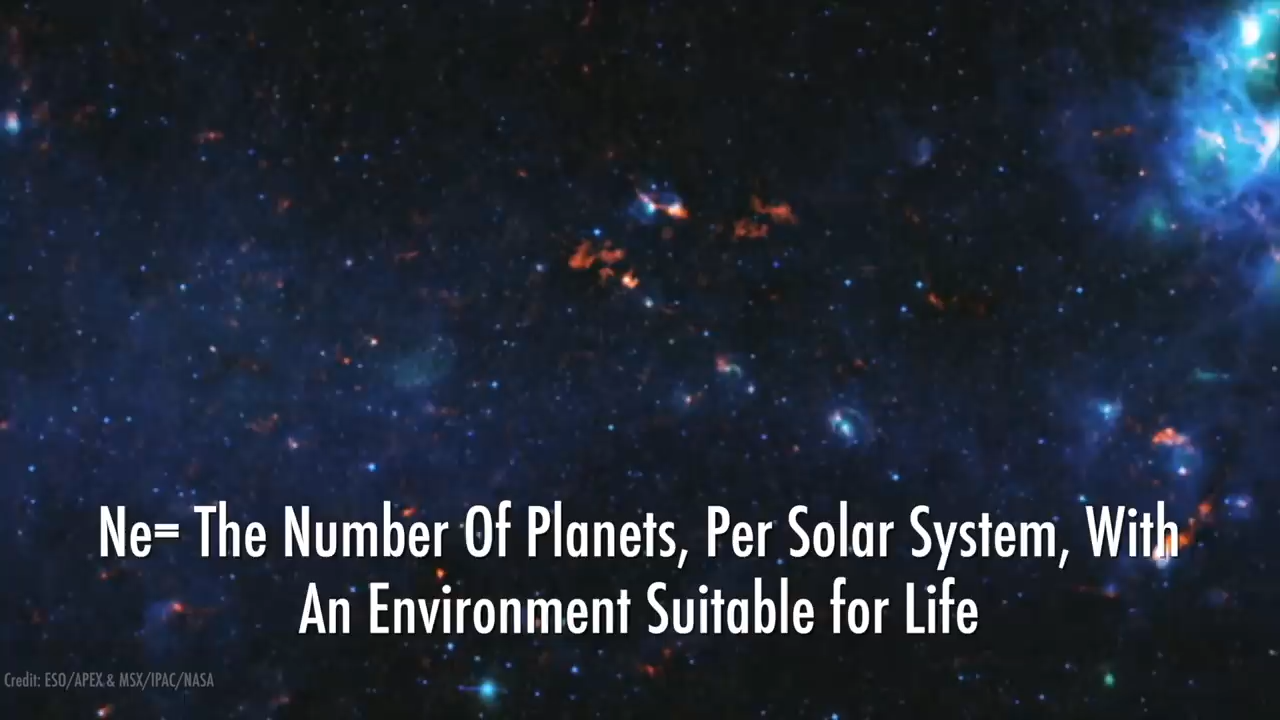 Ne= The Number Of Planets, Per Solar System, With
An Environment Suitable for Life
Credit: ESO/APEX & MSX/IPAC/NASA